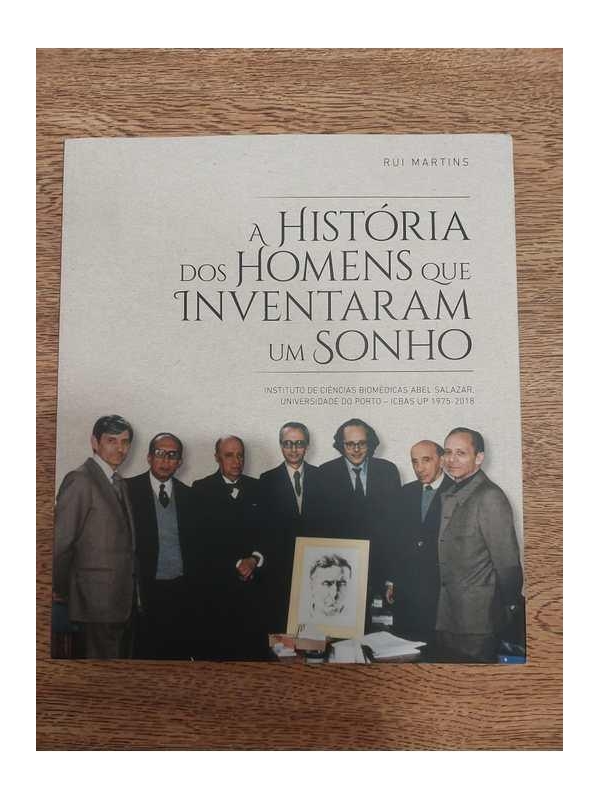 RUI MARTINS
A HISTÓRIA
DOS HOMENS QUE
INVENTARAM
UM SONHO
INSTITUTO DE CIÊNCIAS BIOMÉDICAS ABEL SALAZAR,
UNIVERSIDADE DO PORTO – ICBAS UP 1975-2018